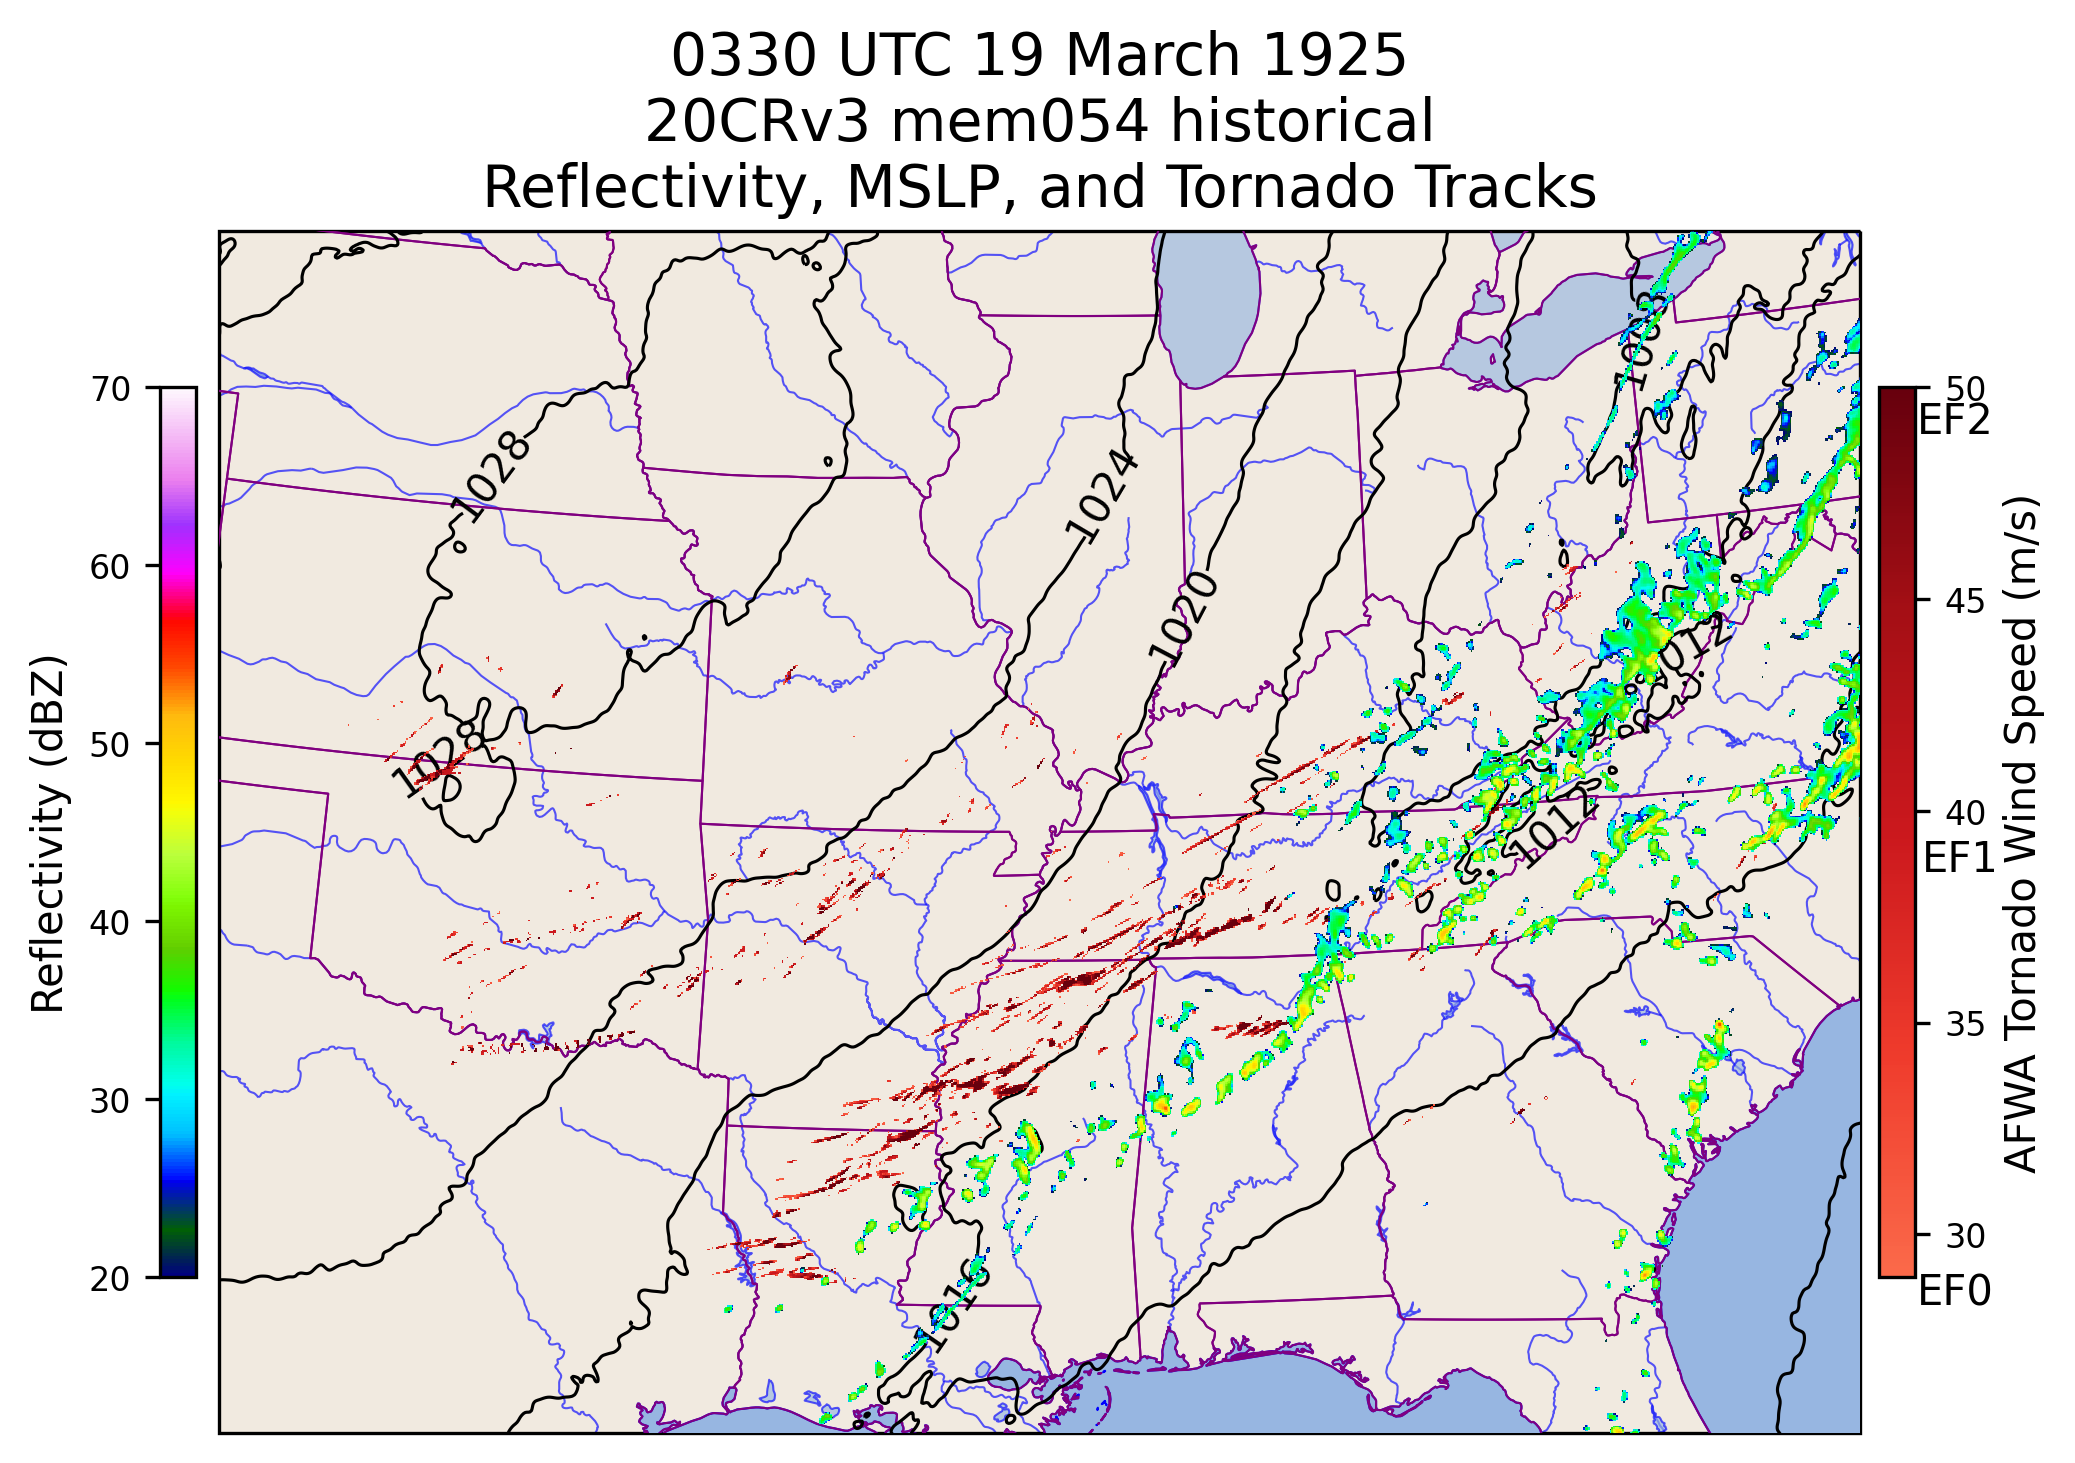 0330 UTC 19 March 1925
20CRv3 mem054 historical
Reflectivity, MSLP, and Tornado Tracks
Reflectivity (dBZ)
70
60
50
40
30
20
1008
1028
1024
1020
1012
1028
1012
1016
50
EF2
45
40
EF1
35
30
EF0
AFWA Tornado Wind Speed (m/s)